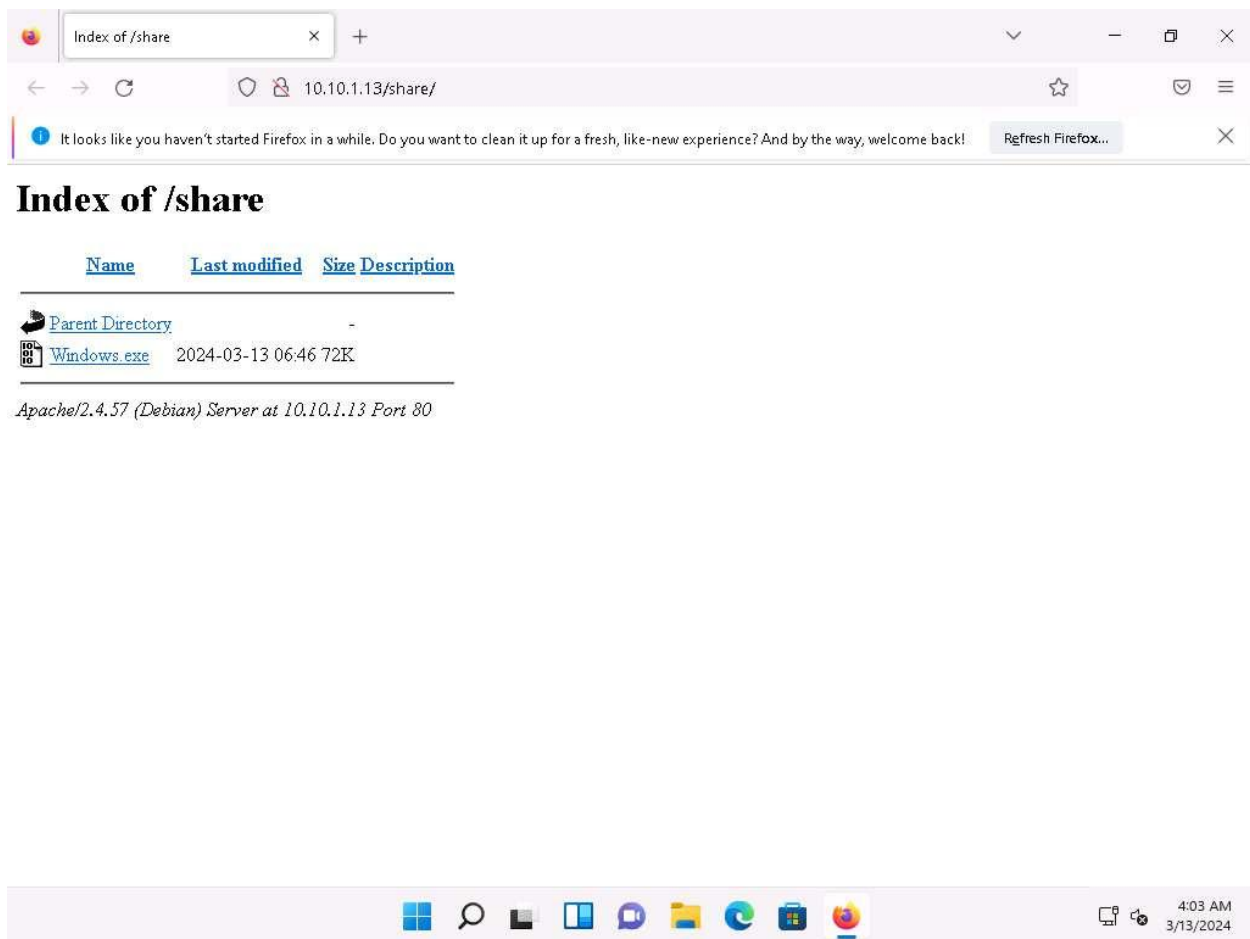 Index of /share
10.10.1.13/share/
It looks like you haven't started Firefox in a while. Do you want to clean it up for a fresh, like-new experience? And by the way, welcome back! Refresh Firefox...
Index of /share
Name Last modified Size Description
Parent Directory -
Windows.exe 2024-03-13 06:46 72K
Apache/2.4.57 (Debian) Server at 10.10.1.13 Port 80
4:03 AM
3/13/2024